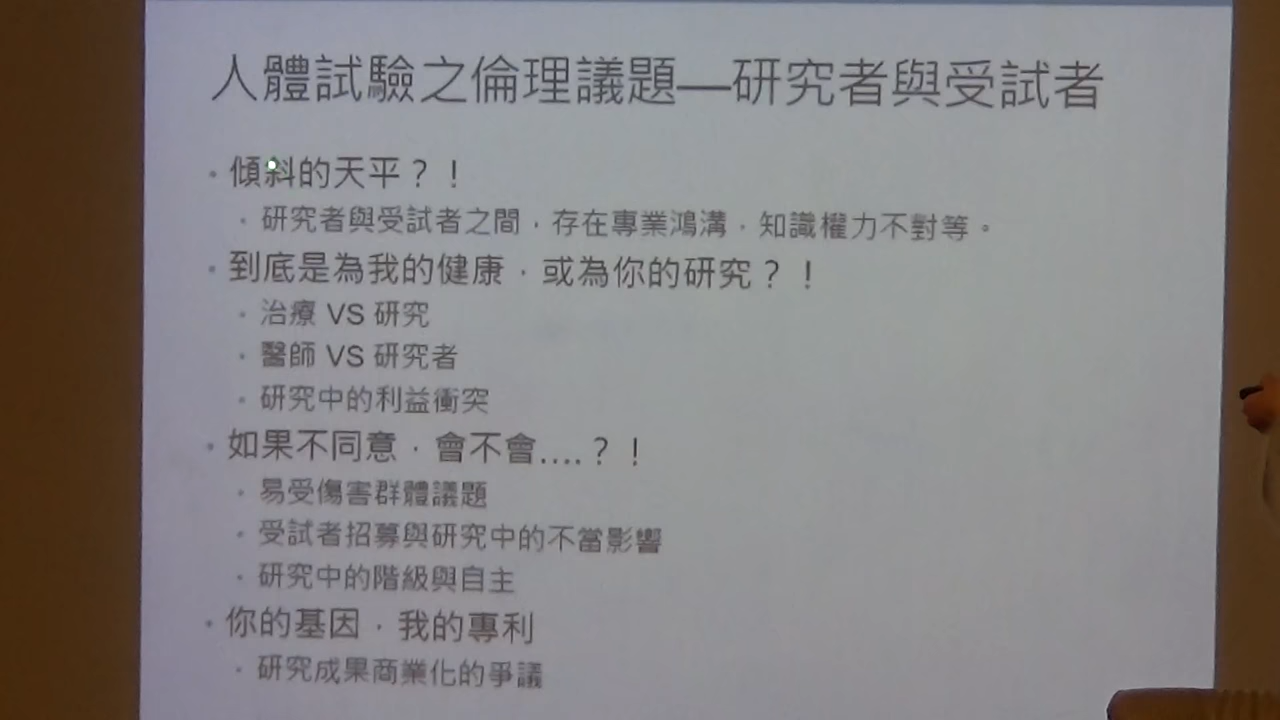 人體試驗之倫理議題—研究者與受試者
• 傾斜的天平？！
• 研究者與受試者之間，存在專業鴻溝，知識權力不對等。
• 到底是為我的健康，或為你的研究？！
• 治療 VS 研究
• 醫師 VS 研究者
• 研究中的利益衝突
• 如果不同意，會不會....？！
• 易受傷害群體議題
• 受試者招募與研究中的不當影響
• 研究中的階級與自主
• 你的基因，我的專利
• 研究成果商業化的爭議